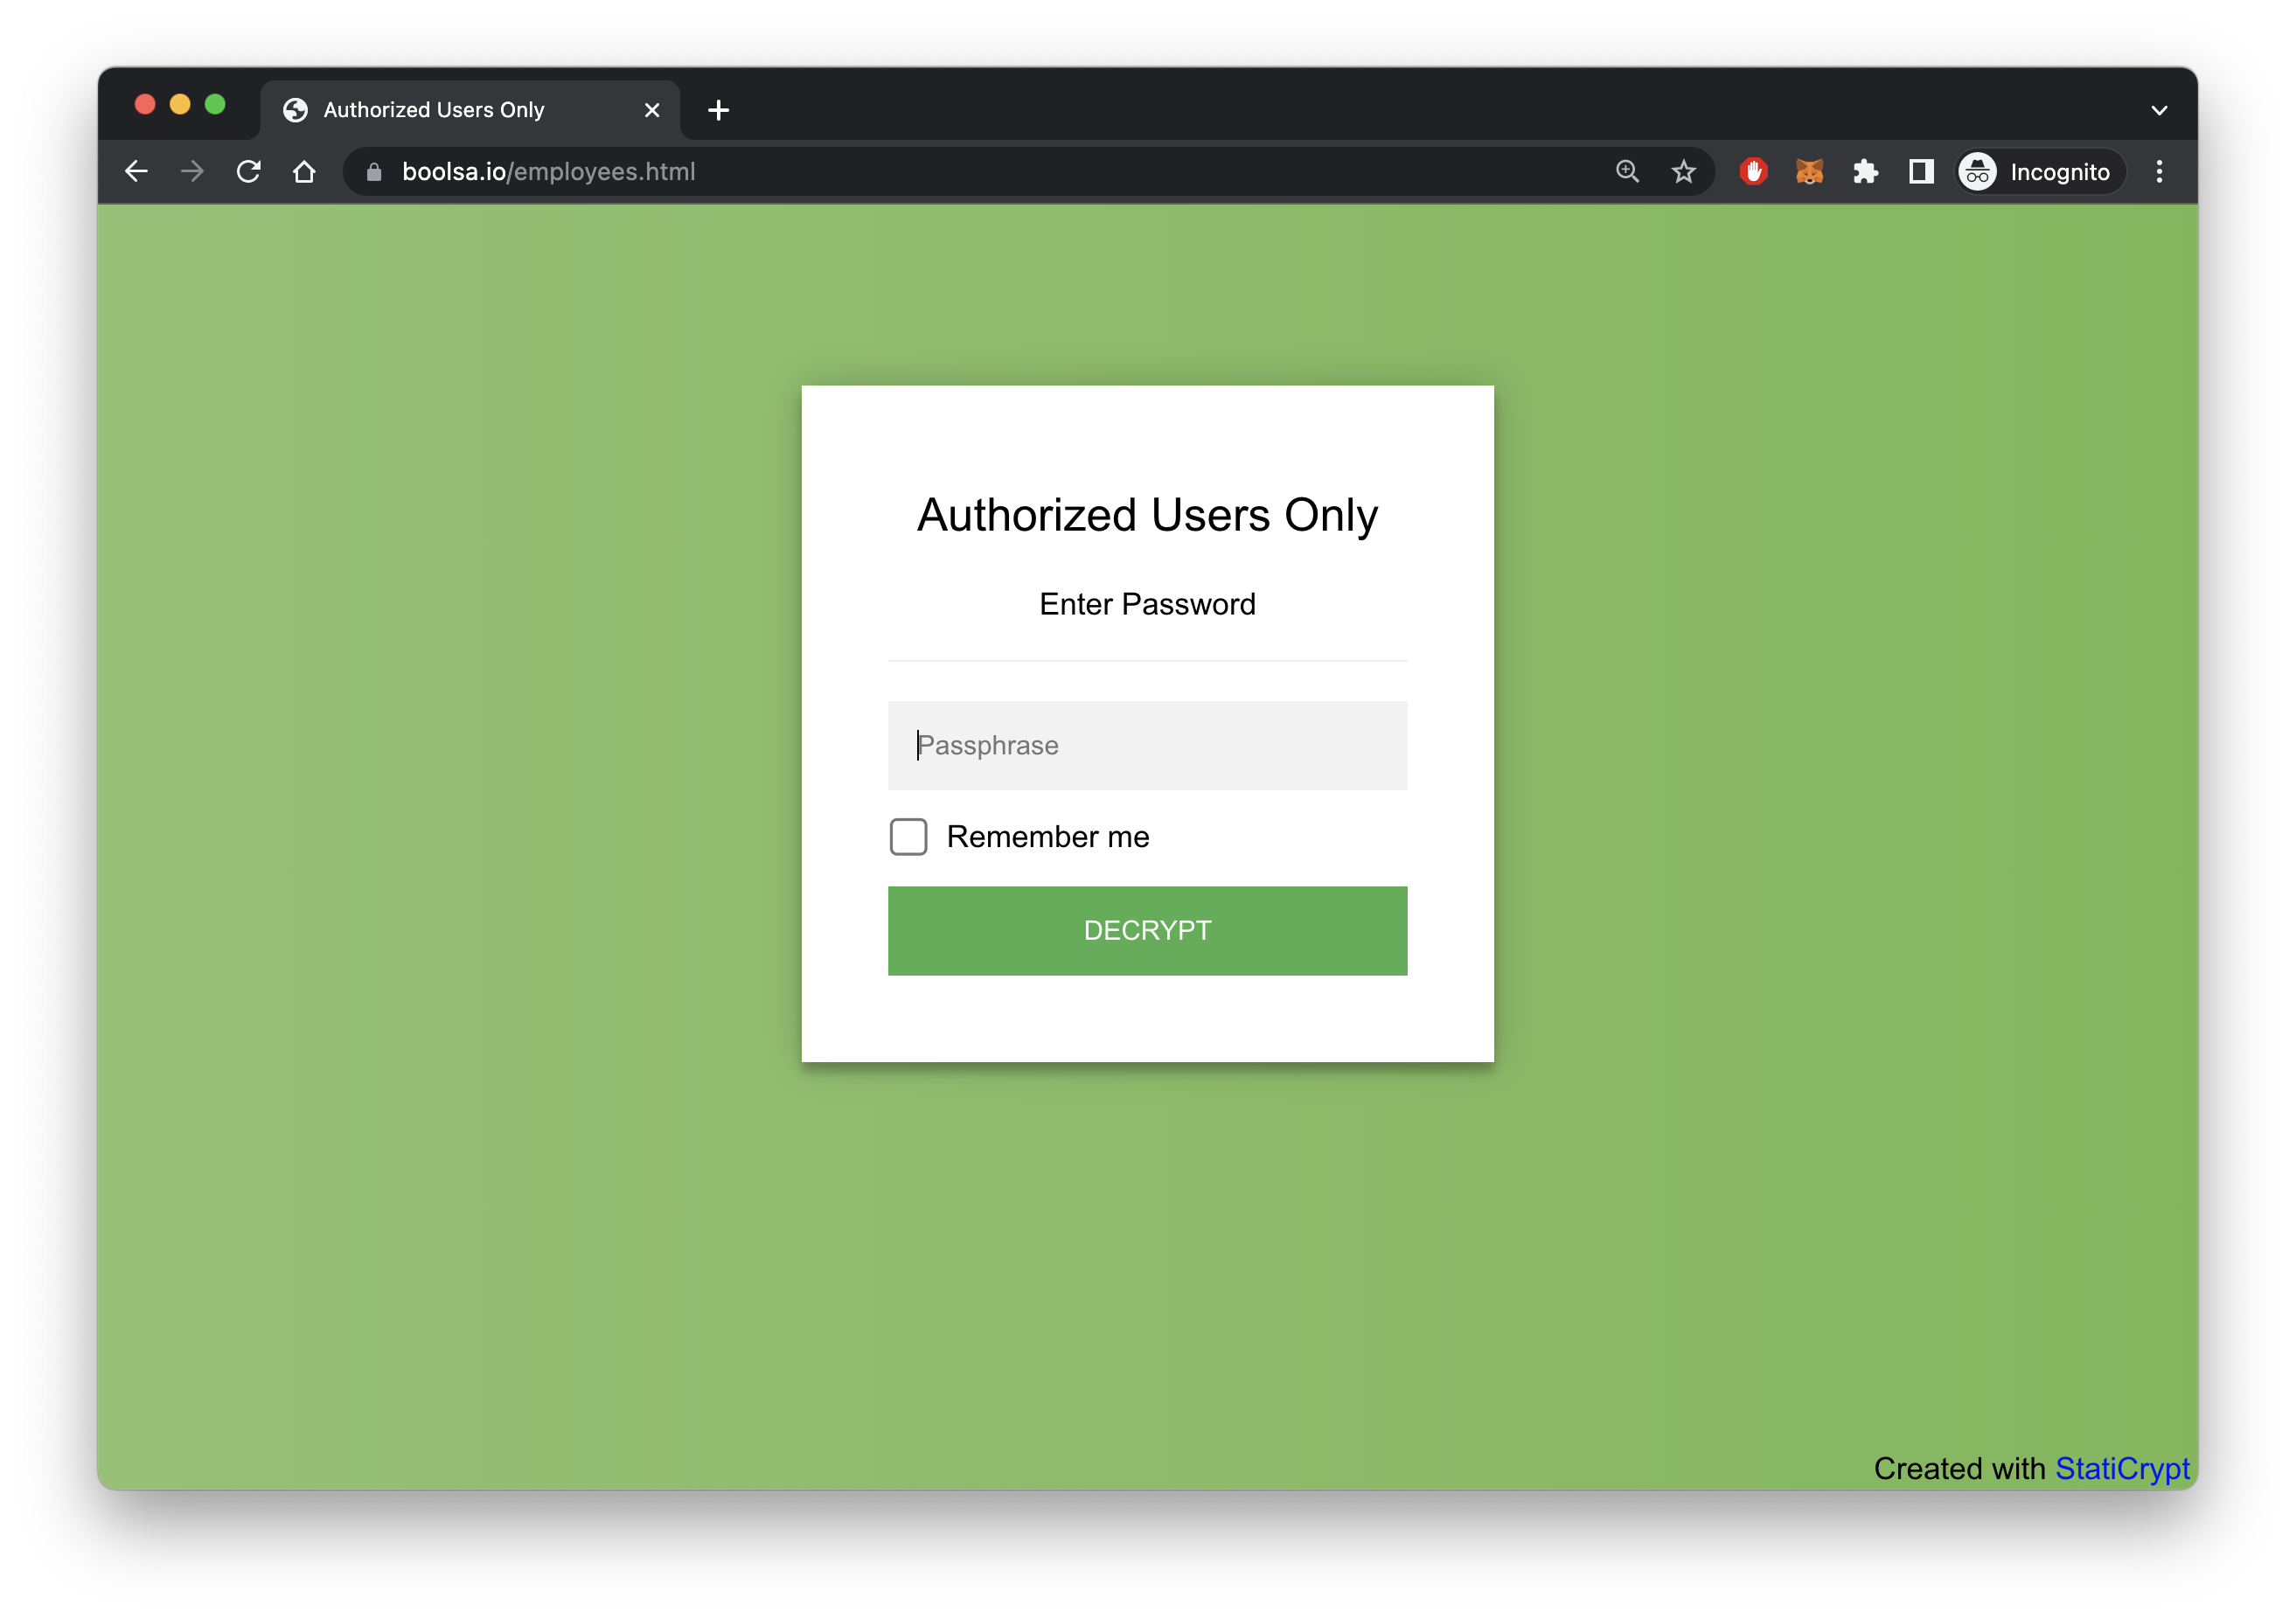 Authorized Users Only
boolsa.io/employees.html
Incognito
Authorized Users Only
Enter Password
Passphrase
Remember me
DECRYPT
Created with StatiCrypt